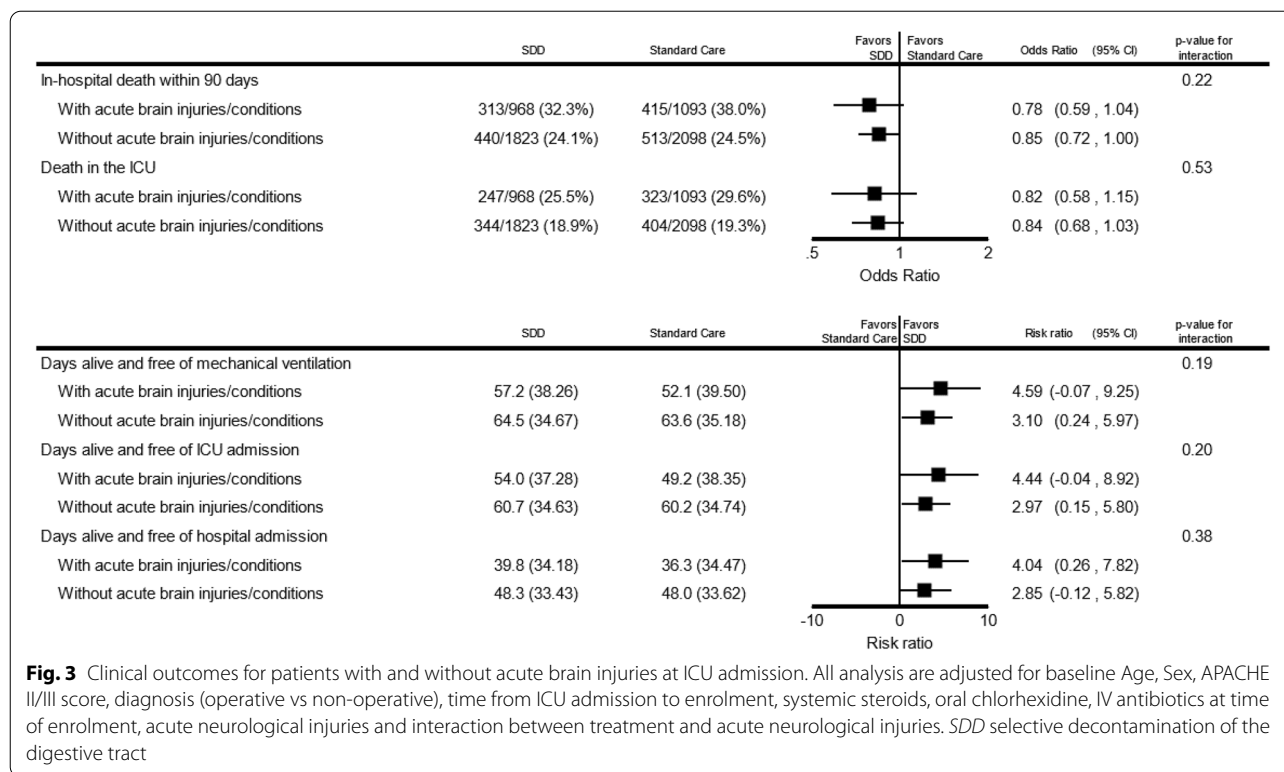 SDD Standard Care Favors SDD Favors Standard Care Odds Ratio (95% CI) p-value for interaction
In-hospital death within 90 days 0.22
With acute brain injuries/conditions 313/968 (32.3%) 415/1093 (38.0%) 0.78 (0.59 , 1.04)
Without acute brain injuries/conditions 440/1823 (24.1%) 513/2098 (24.5%) 0.85 (0.72 , 1.00)
Death in the ICU 0.53
With acute brain injuries/conditions 247/968 (25.5%) 323/1093 (29.6%) 0.82 (0.58 , 1.15)
Without acute brain injuries/conditions 344/1823 (18.9%) 404/2098 (19.3%) 0.84 (0.68 , 1.03)
.5 1 2
Odds Ratio
SDD Standard Care Favors Standard Care Favors SDD Risk ratio (95% CI) p-value for interaction
Days alive and free of mechanical ventilation 0.19
With acute brain injuries/conditions 57.2 (38.26) 52.1 (39.50) 4.59 (-0.07 , 9.25)
Without acute brain injuries/conditions 64.5 (34.67) 63.6 (35.18) 3.10 (0.24 , 5.97)
Days alive and free of ICU admission 0.20
With acute brain injuries/conditions 54.0 (37.28) 49.2 (38.35) 4.44 (-0.04 , 8.92)
Without acute brain injuries/conditions 60.7 (34.63) 60.2 (34.74) 2.97 (0.15 , 5.80)
Days alive and free of hospital admission 0.38
With acute brain injuries/conditions 39.8 (34.18) 36.3 (34.47) 4.04 (0.26 , 7.82)
Without acute brain injuries/conditions 48.3 (33.43) 48.0 (33.62) 2.85 (-0.12 , 5.82)
-10 0 10
Risk ratio
Fig. 3 Clinical outcomes for patients with and without acute brain injuries at ICU admission. All analysis are adjusted for baseline Age, Sex, APACHE
II/III score, diagnosis (operative vs non-operative), time from ICU admission to enrolment, systemic steroids, oral chlorhexidine, IV antibiotics at time
of enrolment, acute neurological injuries and interaction between treatment and acute neurological injuries. SDD selective decontamination of the
digestive tract